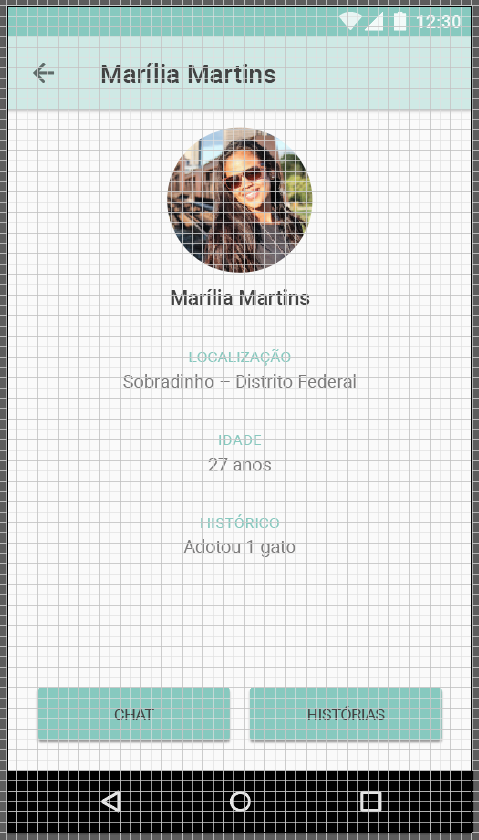 12:30
Marília Martins
Marília Martins
LOCALIZAÇÃO
Sobradinho – Distrito Federal
IDADE
27 anos
HISTÓRICO
Adotou 1 gato
CHAT
HISTÓRIAS